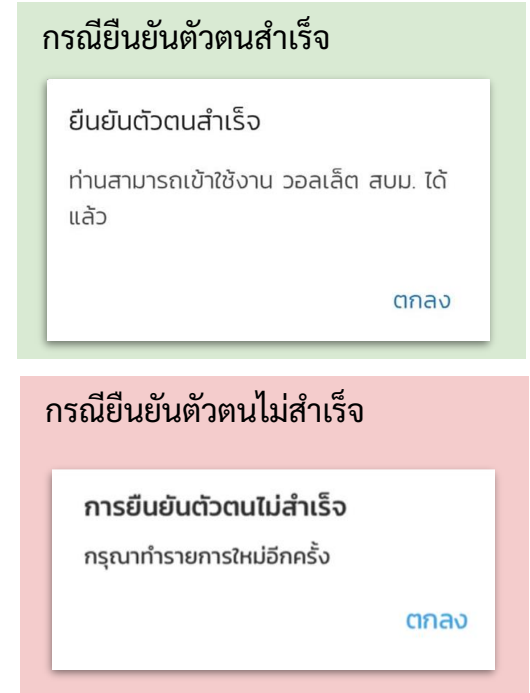 กรณียืนยันตัวตนสำเร็จ
ยืนยันตัวตนสำเร็จ
ท่านสามารถเข้าใช้งาน วอลเล็ต สบม. ได้
แล้ว
ตกลง
กรณียืนยันตัวตนไม่สำเร็จ
การยืนยันตัวตนไม่สำเร็จ
กรุณาทำรายการใหม่อีกครั้ง
ตกลง